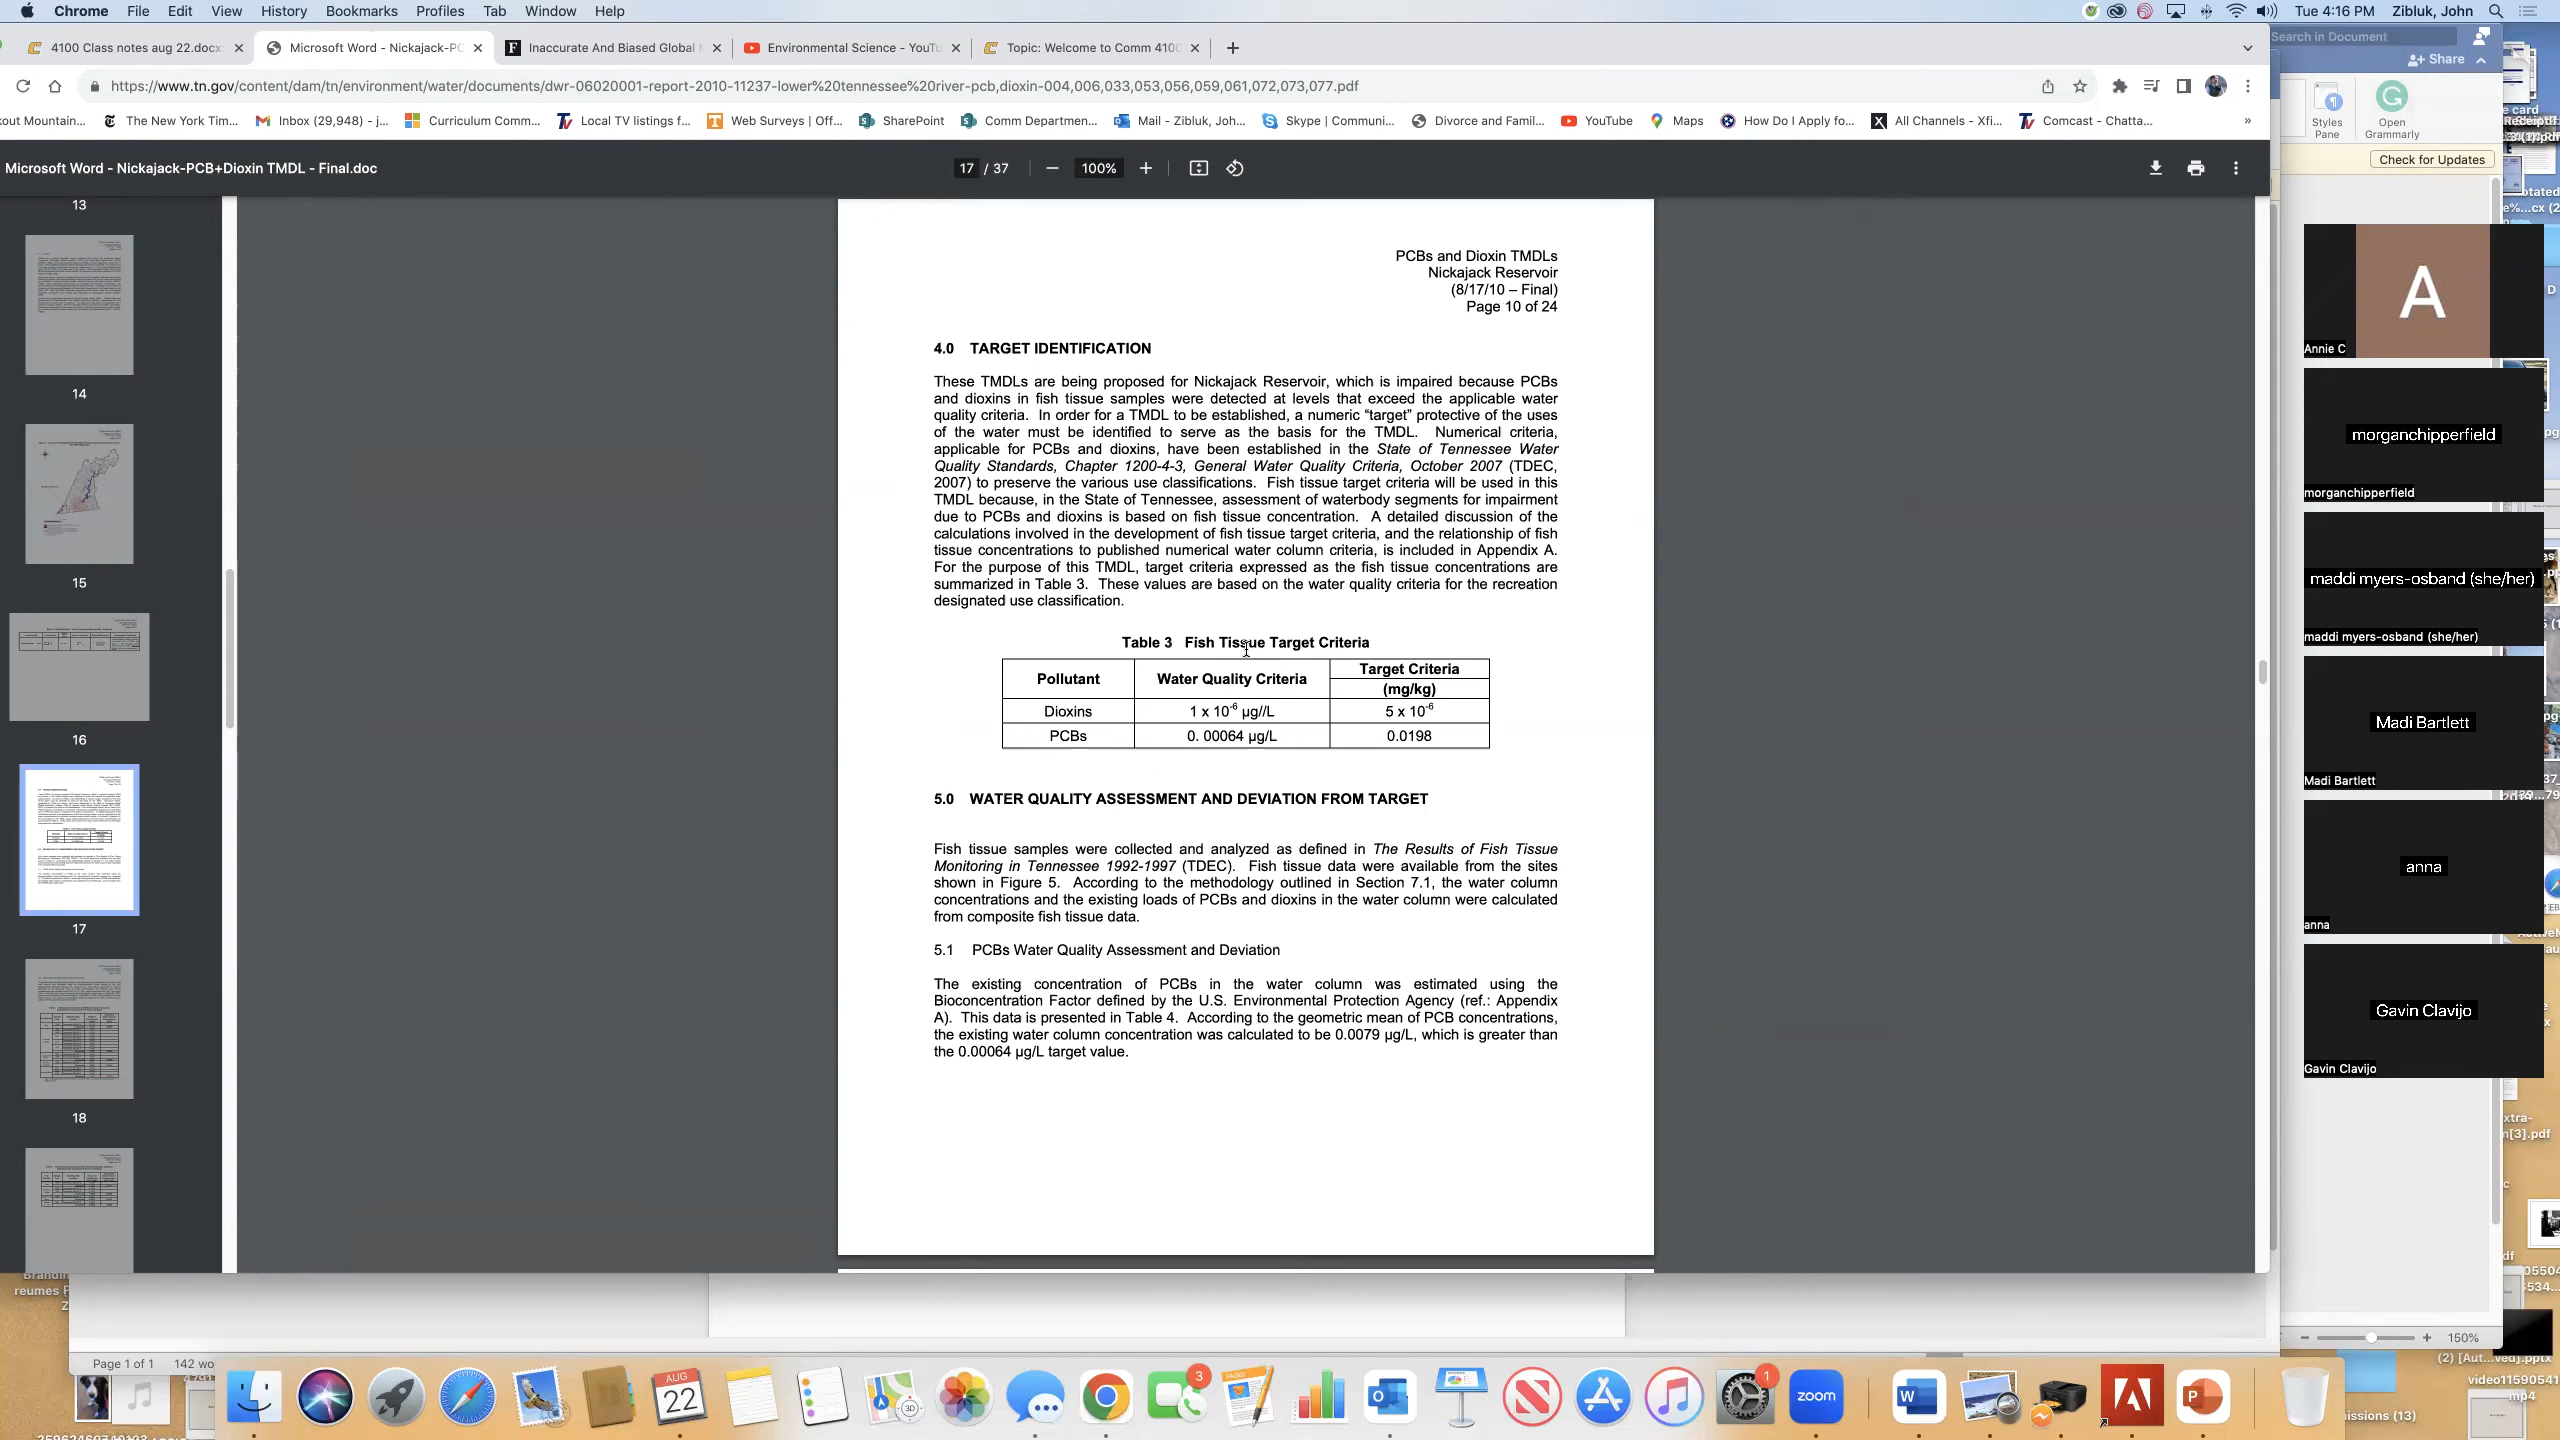 Chrome File Edit View History Bookmarks Profiles Tab Window Help
Tue 4:16 PM Zibluk, John
4100 Class notes aug 22.docx
Microsoft Word - Nickajack-PC
Inaccurate And Biased Global
Environmental Science - YouTu
Topic: Welcome to Comm 4100
https://www.tn.gov/content/dam/tn/environment/water/documents/dwr-06020001-report-2010-11237-lower%20tennessee%20river-pcb,dioxin-004,006,033,053,056,059,061,072,073,077.pdf
out Mountain... The New York Tim... Inbox (29,948) - j... Curriculum Comm... Local TV listings f... Web Surveys | Off... SharePoint Comm Departmen... Mail - Zibluk, Joh... Skype | Communi... Divorce and Famil... YouTube Maps How Do I Apply fo... All Channels - Xfi... Comcast - Chatta...
Search in Document
Share
Styles Pane
Open Grammarly
Check for Updates
Microsoft Word - Nickajack-PCB+Dioxin TMDL - Final.doc
17 / 37
100%
13
14
15
16
17
18
PCBs and Dioxin TMDLs
Nickajack Reservoir
(8/17/10 – Final)
Page 10 of 24
4.0 TARGET IDENTIFICATION
These TMDLs are being proposed for Nickajack Reservoir, which is impaired because PCBs
and dioxins in fish tissue samples were detected at levels that exceed the applicable water
quality criteria. In order for a TMDL to be established, a numeric “target” protective of the uses
of the water must be identified to serve as the basis for the TMDL. Numerical criteria,
applicable for PCBs and dioxins, have been established in the State of Tennessee Water
Quality Standards, Chapter 1200-4-3, General Water Quality Criteria, October 2007 (TDEC,
2007) to preserve the various use classifications. Fish tissue target criteria will be used in this
TMDL because, in the State of Tennessee, assessment of waterbody segments for impairment
due to PCBs and dioxins is based on fish tissue concentration. A detailed discussion of the
calculations involved in the development of fish tissue target criteria, and the relationship of fish
tissue concentrations to published numerical water column criteria, is included in Appendix A.
For the purpose of this TMDL, target criteria expressed as the fish tissue concentrations are
summarized in Table 3. These values are based on the water quality criteria for the recreation
designated use classification.
Table 3 Fish Tissue Target Criteria
Pollutant Water Quality Criteria Target Criteria
(mg/kg)
Dioxins 1 x 10⁻⁶ µg//L 5 x 10⁻⁶
PCBs 0. 00064 µg/L 0.0198
5.0 WATER QUALITY ASSESSMENT AND DEVIATION FROM TARGET
Fish tissue samples were collected and analyzed as defined in The Results of Fish Tissue
Monitoring in Tennessee 1992-1997 (TDEC). Fish tissue data were available from the sites
shown in Figure 5. According to the methodology outlined in Section 7.1, the water column
concentrations and the existing loads of PCBs and dioxins in the water column were calculated
from composite fish tissue data.
5.1 PCBs Water Quality Assessment and Deviation
The existing concentration of PCBs in the water column was estimated using the
Bioconcentration Factor defined by the U.S. Environmental Protection Agency (ref.: Appendix
A). This data is presented in Table 4. According to the geometric mean of PCB concentrations,
the existing water column concentration was calculated to be 0.0079 µg/L, which is greater than
the 0.00064 µg/L target value.
A
Annie C
morganchipperfield
morganchipperfield
maddi myers-osband (she/her)
maddi myers-osband (she/her)
Madi Bartlett
Madi Bartlett
anna
anna
Gavin Clavijo
Gavin Clavijo
150%
Page 1 of 1 142 wo
AUG
22
3
1
zoom
video11590541
mp4
issions (13)